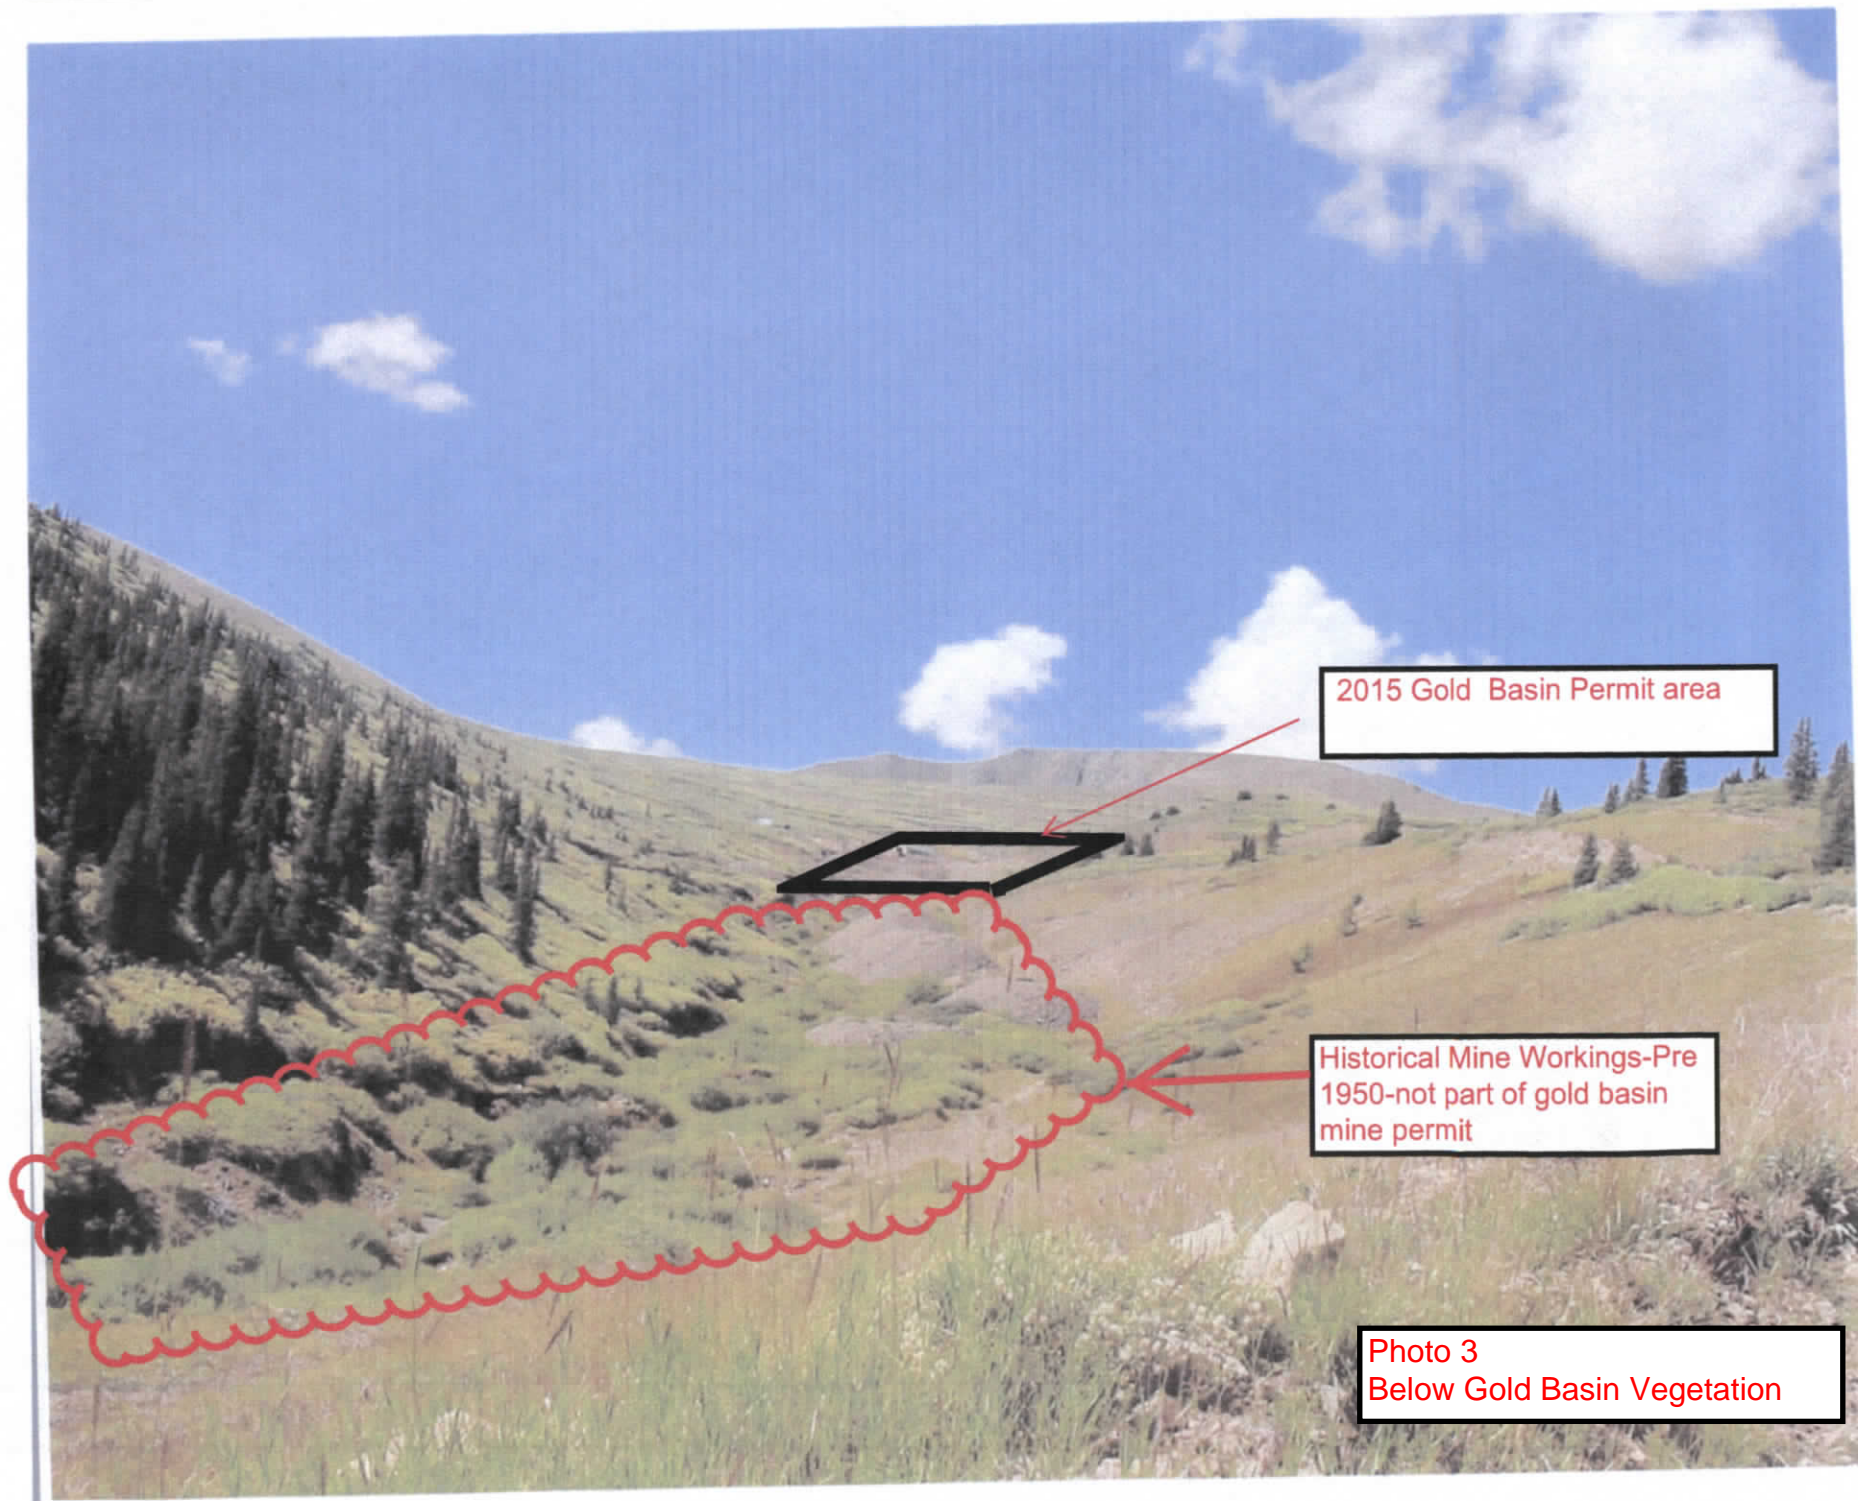 2015 Gold Basin Permit area
Historical Mine Workings-Pre
1950-not part of gold basin
mine permit
Photo 3
Below Gold Basin Vegetation